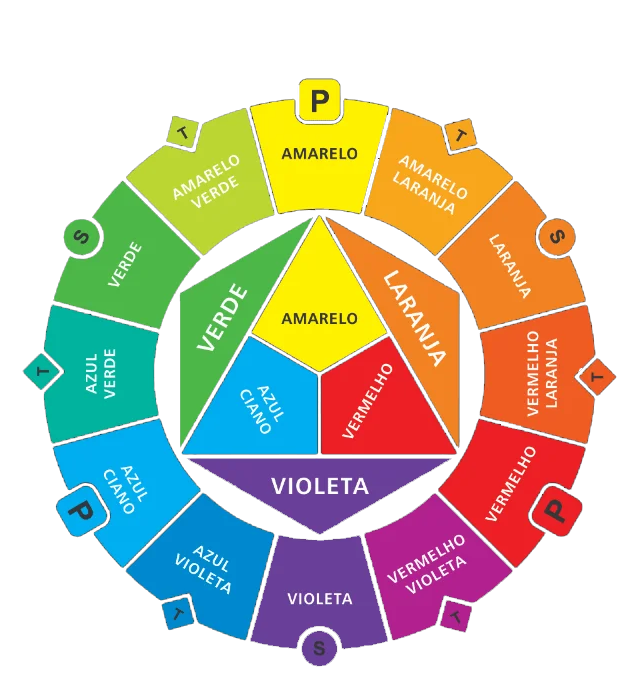 P
AMARELO
T
AMARELO
LARANJA
S
LARANJA
T
VERMELHO
LARANJA
P
VERMELHO
T
VERMELHO
VIOLETA
S
VIOLETA
T
AZUL
VIOLETA
P
AZUL
CIANO
T
AZUL
VERDE
S
VERDE
T
AMARELO
VERDE
VERDE
LARANJA
AMARELO
AZUL
CIANO
VERMELHO
VIOLETA